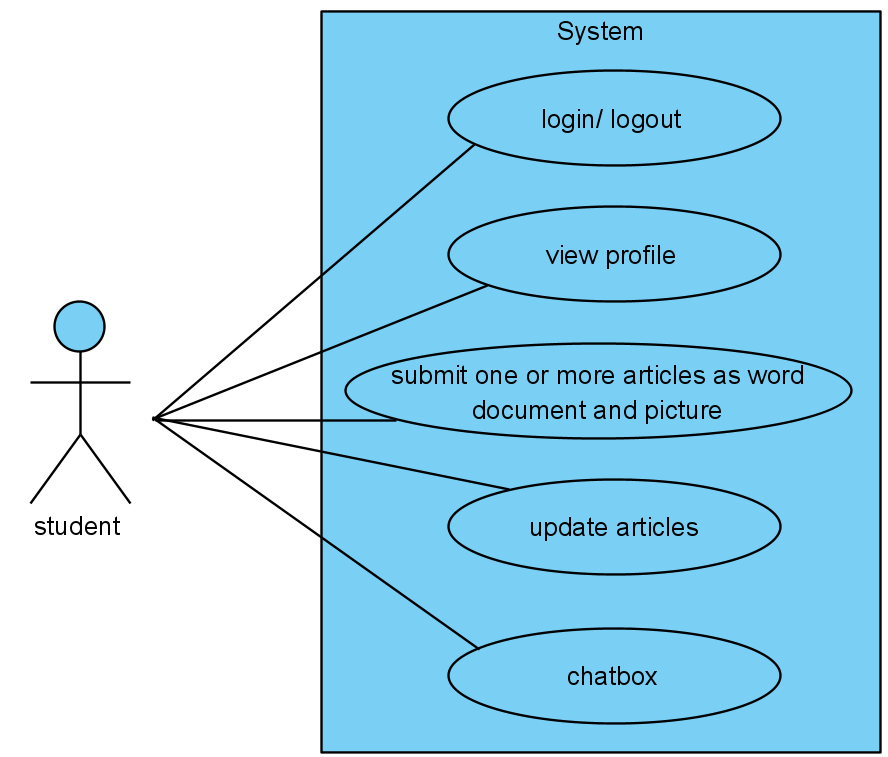 System
login/ logout
view profile
submit one or more articles as word
document and picture
update articles
student
chatbox